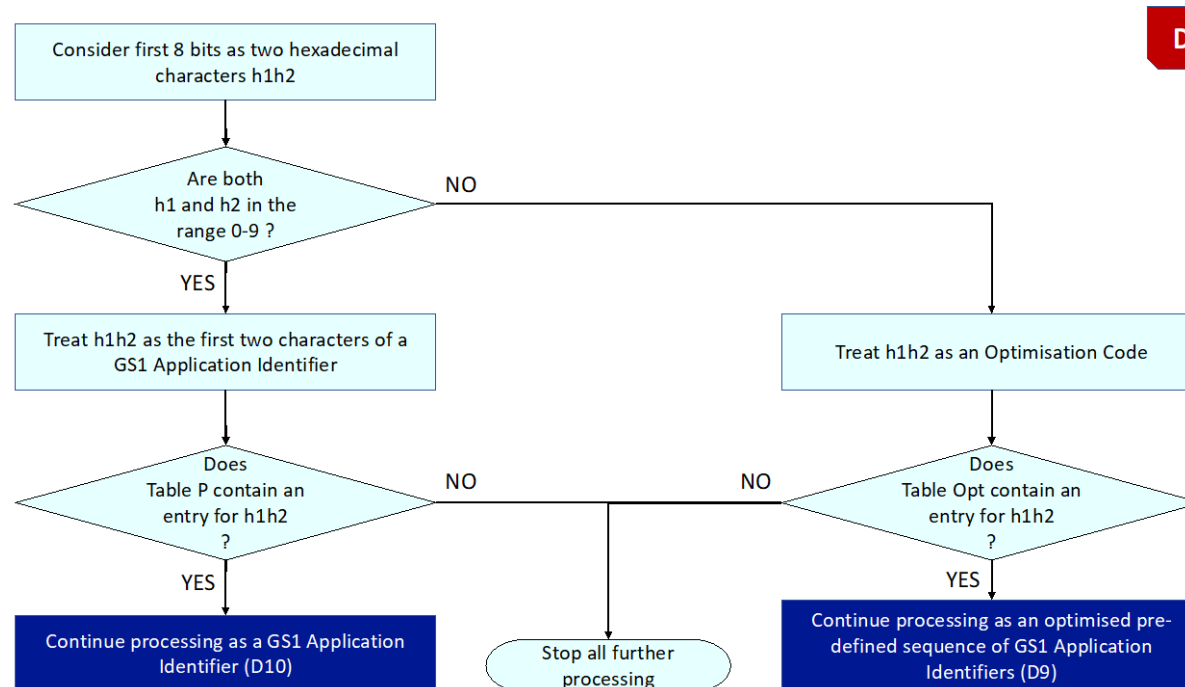 Consider first 8 bits as two hexadecimal
characters h1h2
D
Are both
h1 and h2 in the
range 0-9 ?
NO
YES
Treat h1h2 as the first two characters of a
GS1 Application Identifier
Treat h1h2 as an Optimisation Code
Does
Table P contain an
entry for h1h2
?
NO
NO
Does
Table Opt contain an
entry for h1h2
?
YES
YES
Continue processing as a GS1 Application
Identifier (D10)
Stop all further
processing
Continue processing as an optimised pre-
defined sequence of GS1 Application
Identifiers (D9)